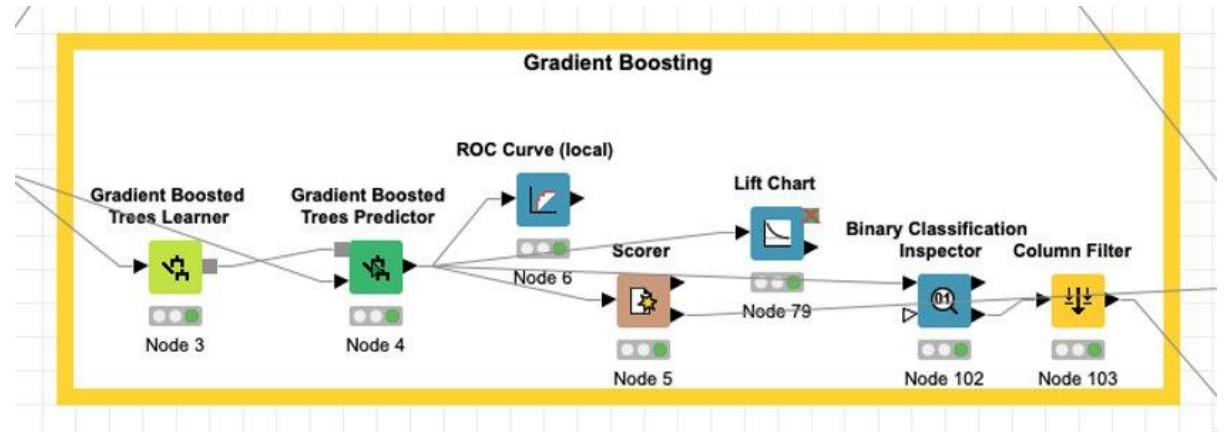 Gradient Boosting
ROC Curve (local)
Gradient Boosted
Trees Learner
Gradient Boosted
Trees Predictor
Lift Chart
Binary Classification
Inspector
Scorer
Column Filter
01
Node 6
Node 79
Node 3
Node 4
Node 5
Node 102
Node 103